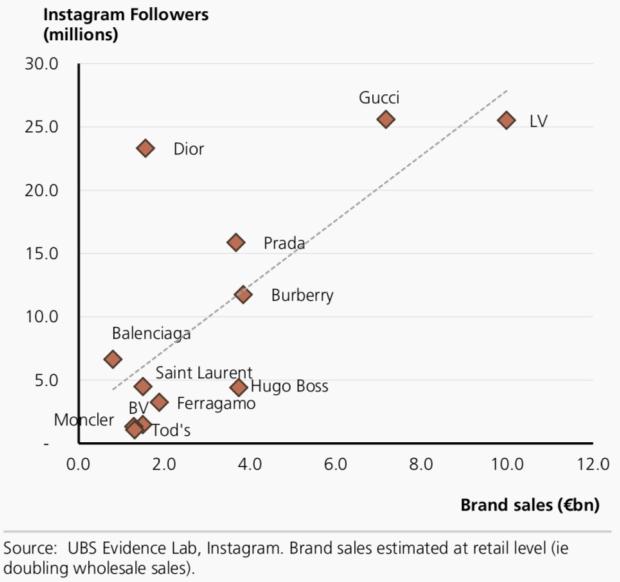 Instagram Followers
(millions)
30.0
25.0
20.0
15.0
10.0
5.0
-
Gucci
LV
Dior
Prada
Burberry
Balenciaga
Saint Laurent
Hugo Boss
BV
Ferragamo
Moncler
Tod's
0.0 2.0 4.0 6.0 8.0 10.0 12.0
Brand sales (€bn)
Source: UBS Evidence Lab, Instagram. Brand sales estimated at retail level (ie
doubling wholesale sales).